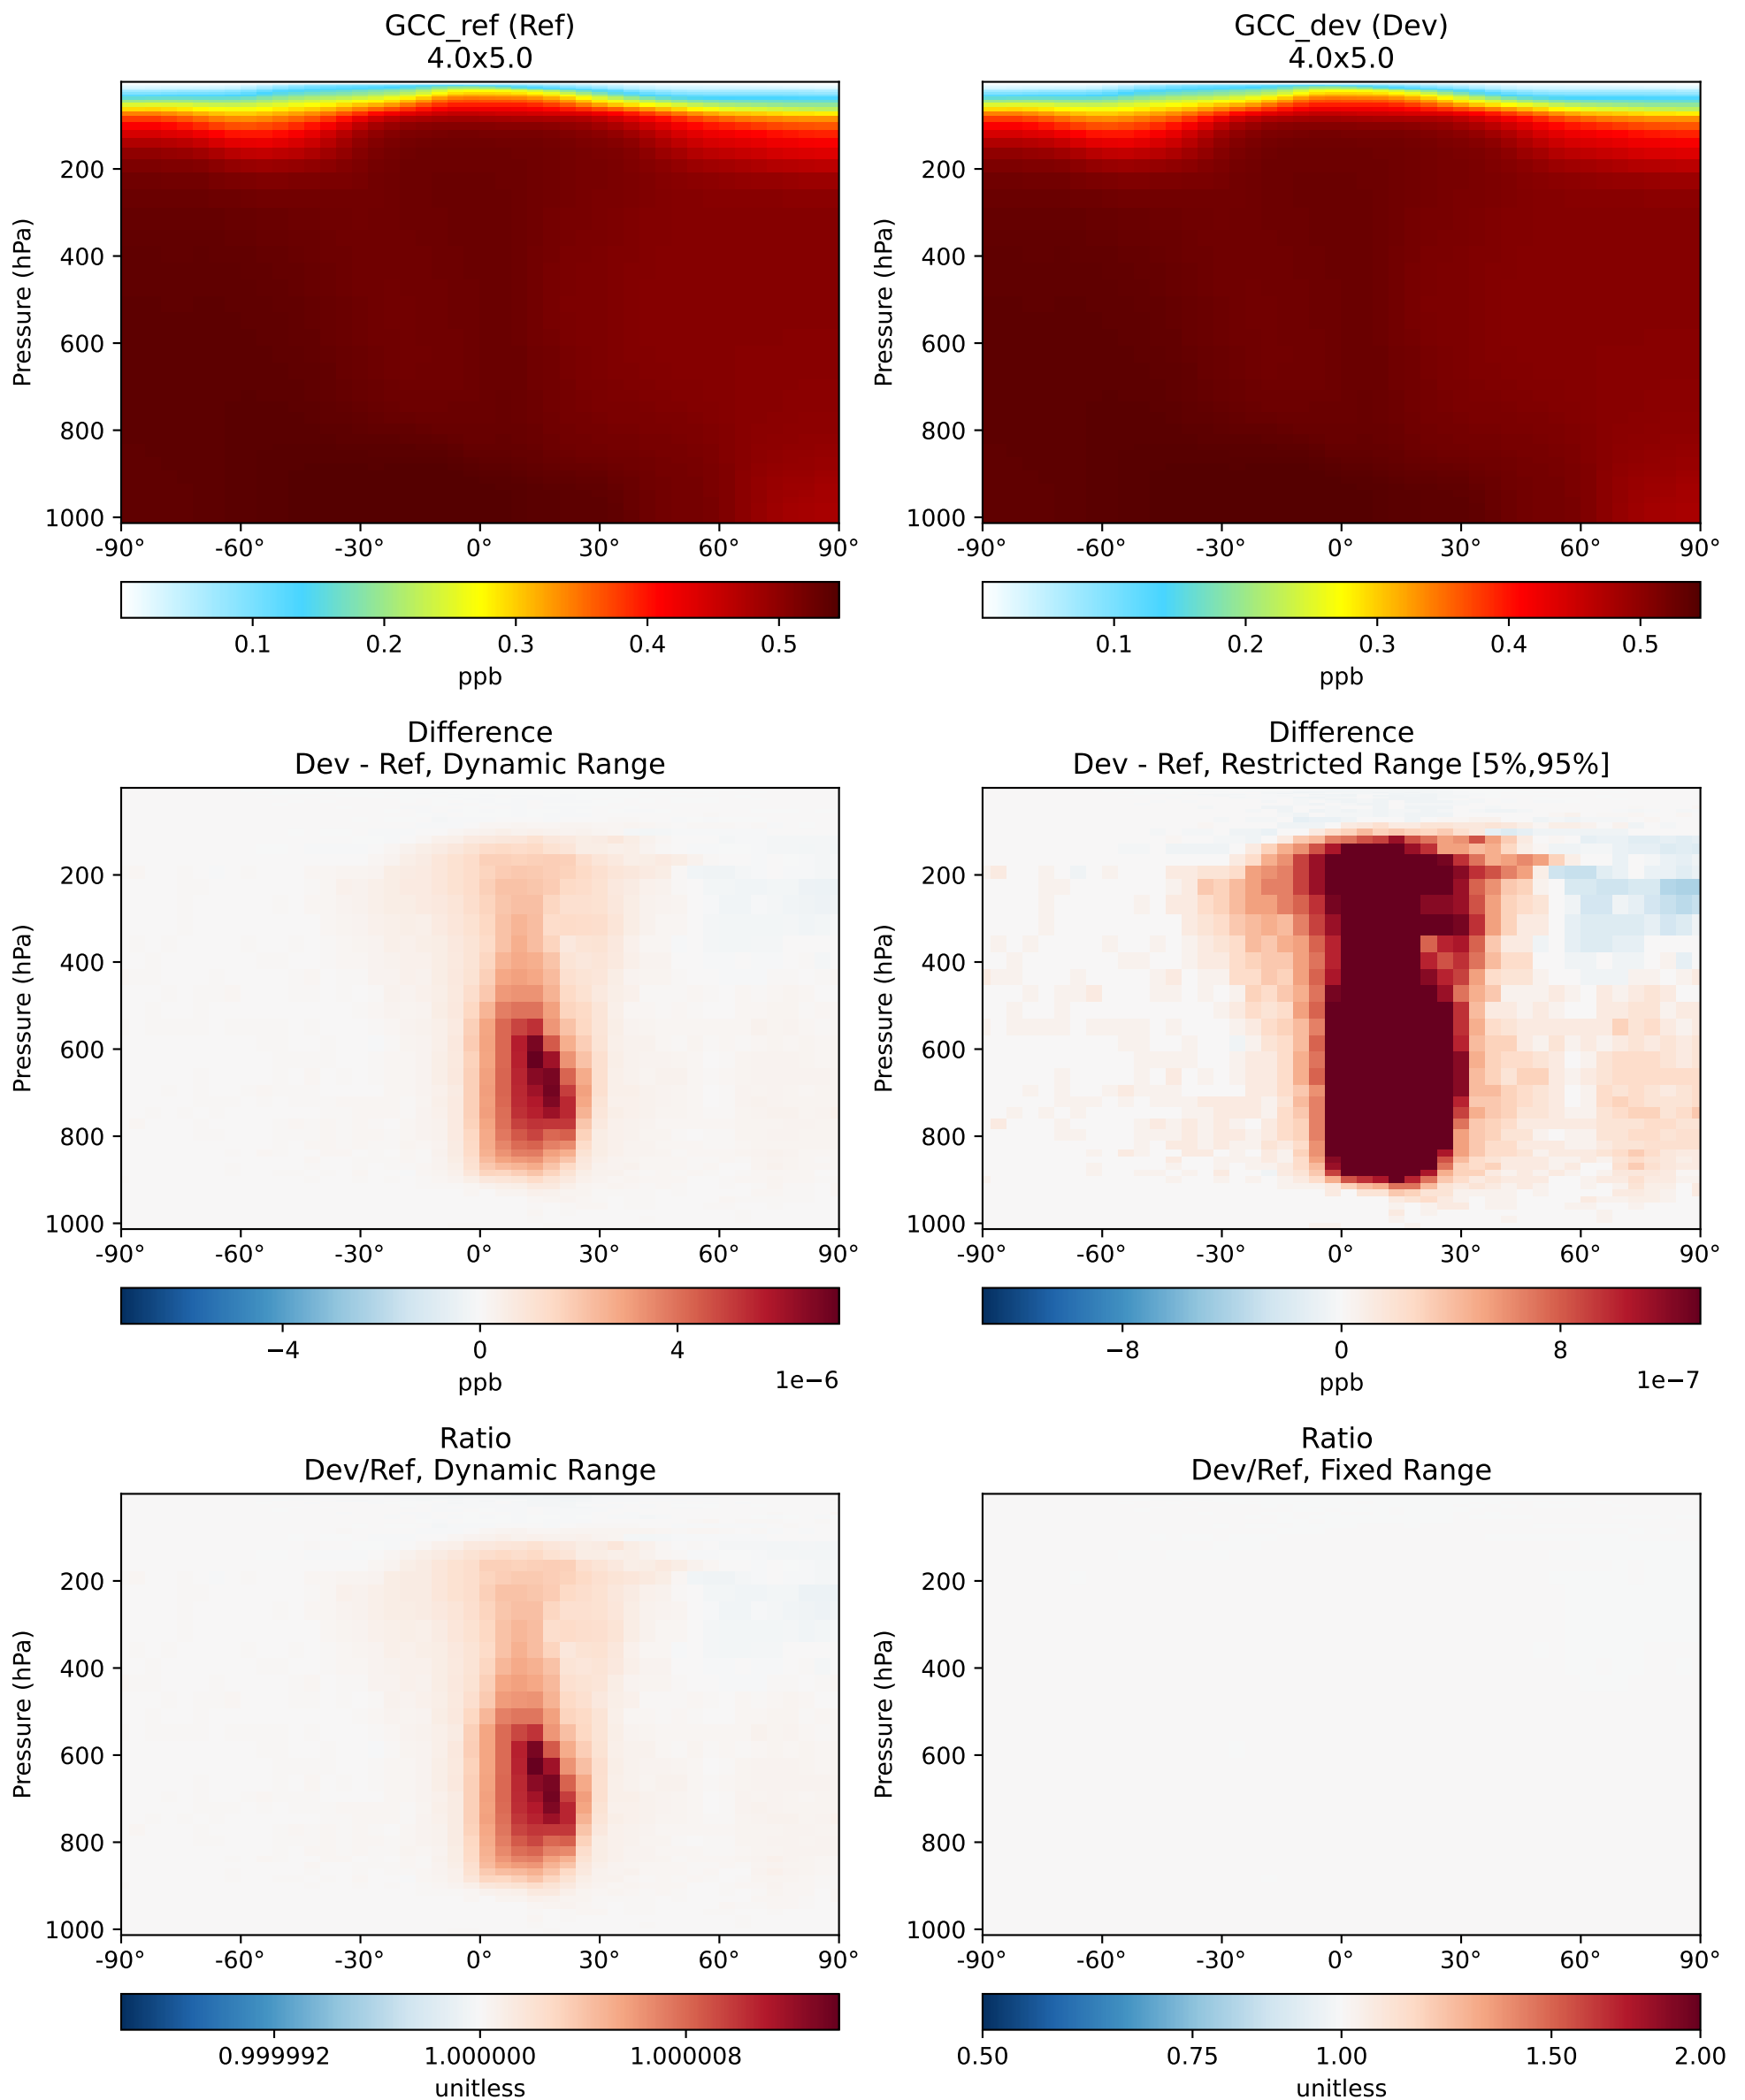 GCC_ref (Ref)
4.0x5.0
GCC_dev (Dev)
4.0x5.0
Pressure (hPa)
200
400
600
800
1000
-90° -60° -30° 0° 30° 60° 90°
0.1 0.2 0.3 0.4 0.5
ppb
Pressure (hPa)
200
400
600
800
1000
-90° -60° -30° 0° 30° 60° 90°
0.1 0.2 0.3 0.4 0.5
ppb
Difference
Dev - Ref, Dynamic Range
Pressure (hPa)
200
400
600
800
1000
-90° -60° -30° 0° 30° 60° 90°
−4 0 4
ppb
1e−6
Difference
Dev - Ref, Restricted Range [5%,95%]
Pressure (hPa)
200
400
600
800
1000
-90° -60° -30° 0° 30° 60° 90°
−8 0 8
ppb
1e−7
Ratio
Dev/Ref, Dynamic Range
Pressure (hPa)
200
400
600
800
1000
-90° -60° -30° 0° 30° 60° 90°
0.999992 1.000000 1.000008
unitless
Ratio
Dev/Ref, Fixed Range
Pressure (hPa)
200
400
600
800
1000
-90° -60° -30° 0° 30° 60° 90°
0.50 0.75 1.00 1.50 2.00
unitless